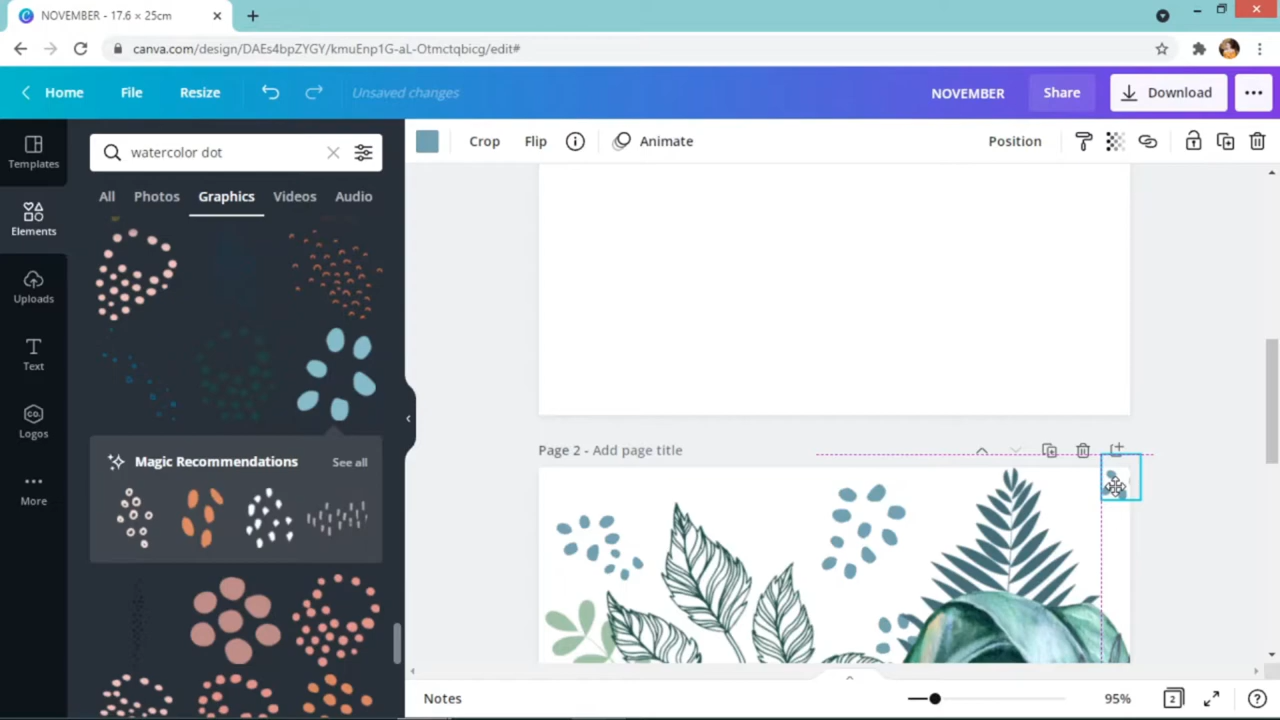 NOVEMBER - 17.6 × 25cm
canva.com/design/DAEs4bpZYGY/kmuEnp1G-aL-Otmctqbicg/edit#
Home File Resize Unsaved changes NOVEMBER Share Download
Templates
Elements
Uploads
Text
CO.
Logos
More
watercolor dot
All Photos Graphics Videos Audio
Magic Recommendations See all
Crop Flip Animate Position
Page 2 - Add page title
Notes 95% 2